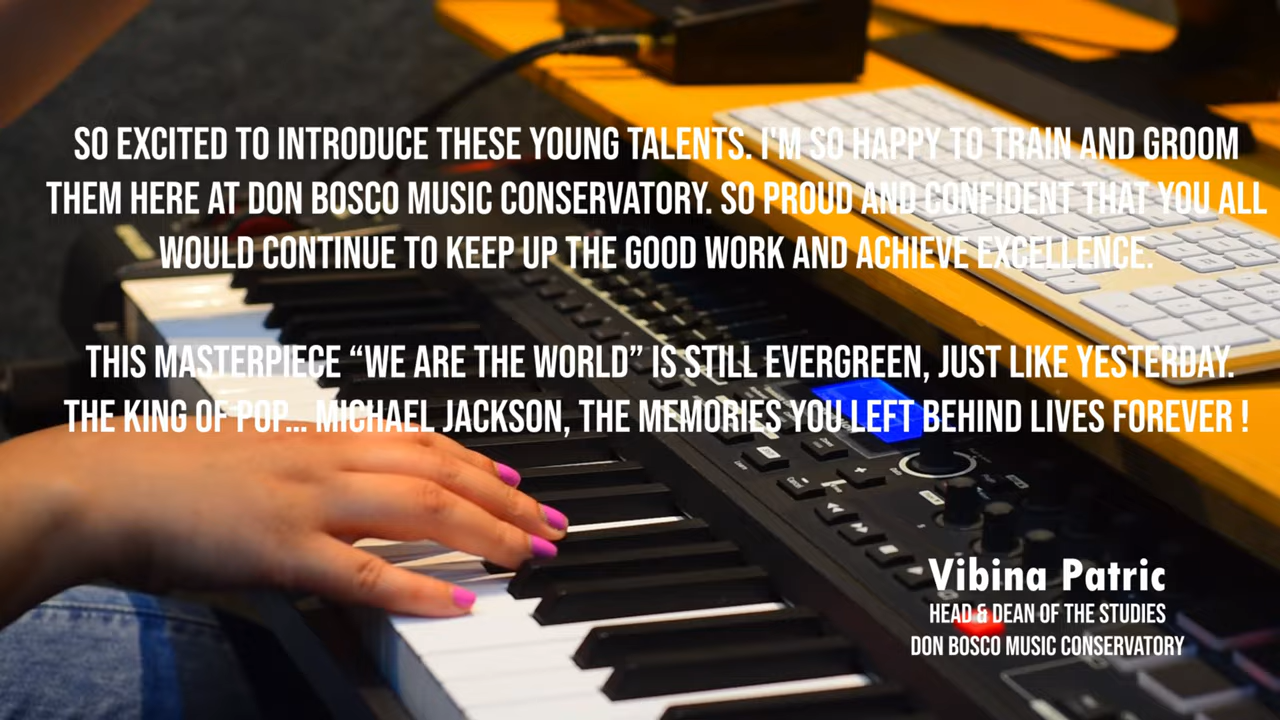 SO EXCITED TO INTRODUCE THESE YOUNG TALENTS. I'M SO HAPPY TO TRAIN AND GROOM
THEM HERE AT DON BOSCO MUSIC CONSERVATORY. SO PROUD AND CONFIDENT THAT YOU ALL
WOULD CONTINUE TO KEEP UP THE GOOD WORK AND ACHIEVE EXCELLENCE.
THIS MASTERPIECE “WE ARE THE WORLD” IS STILL EVERGREEN, JUST LIKE YESTERDAY.
THE KING OF POP... MICHAEL JACKSON, THE MEMORIES YOU LEFT BEHIND LIVES FOREVER !
Vibina Patric
HEAD & DEAN OF THE STUDIES
DON BOSCO MUSIC CONSERVATORY